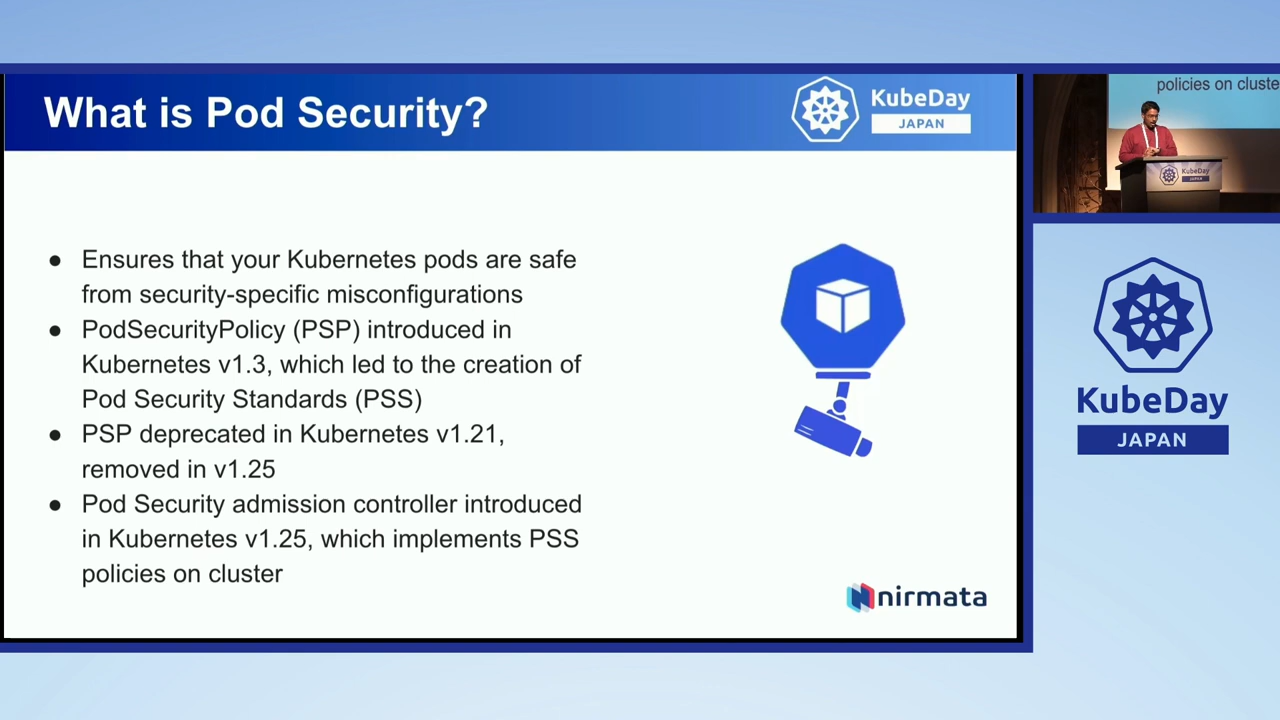 What is Pod Security?
KubeDay
JAPAN
● Ensures that your Kubernetes pods are safe
from security-specific misconfigurations
● PodSecurityPolicy (PSP) introduced in
Kubernetes v1.3, which led to the creation of
Pod Security Standards (PSS)
● PSP deprecated in Kubernetes v1.21,
removed in v1.25
● Pod Security admission controller introduced
in Kubernetes v1.25, which implements PSS
policies on cluster
nirmata
policies on cluste
KubeDay
JAPAN
KubeDay
JAPAN